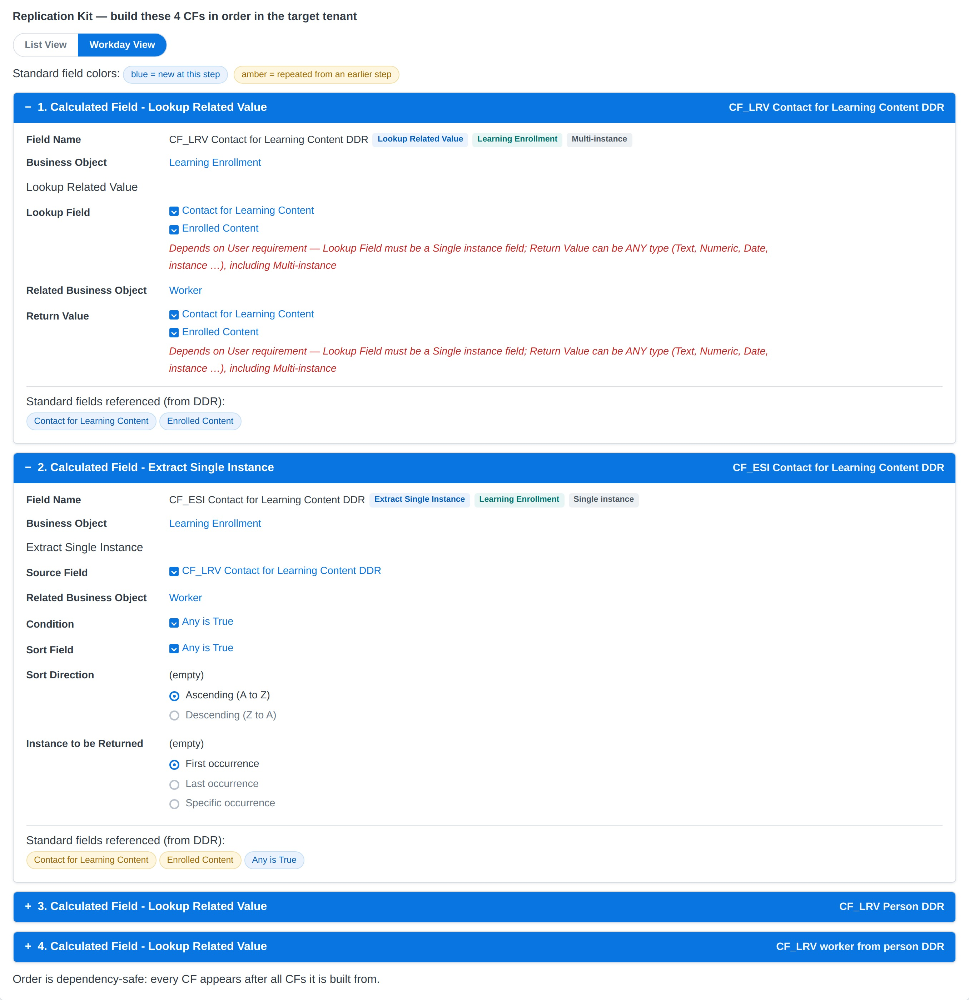 Replication Kit — build these 4 CFs in order in the target tenant
List View Workday View
Standard field colors: blue = new at this step amber = repeated from an earlier step
− 1. Calculated Field - Lookup Related Value CF_LRV Contact for Learning Content DDR
Field Name CF_LRV Contact for Learning Content DDR Lookup Related Value Learning Enrollment Multi-instance
Business Object Learning Enrollment
Lookup Related Value
Lookup Field Contact for Learning Content
Enrolled Content
Depends on User requirement — Lookup Field must be a Single instance field; Return Value can be ANY type (Text, Numeric, Date,
instance …), including Multi-instance
Related Business Object Worker
Return Value Contact for Learning Content
Enrolled Content
Depends on User requirement — Lookup Field must be a Single instance field; Return Value can be ANY type (Text, Numeric, Date,
instance …), including Multi-instance
Standard fields referenced (from DDR):
Contact for Learning Content Enrolled Content
− 2. Calculated Field - Extract Single Instance CF_ESI Contact for Learning Content DDR
Field Name CF_ESI Contact for Learning Content DDR Extract Single Instance Learning Enrollment Single instance
Business Object Learning Enrollment
Extract Single Instance
Source Field CF_LRV Contact for Learning Content DDR
Related Business Object Worker
Condition Any is True
Sort Field Any is True
Sort Direction (empty)
Ascending (A to Z)
Descending (Z to A)
Instance to be Returned (empty)
First occurrence
Last occurrence
Specific occurrence
Standard fields referenced (from DDR):
Contact for Learning Content Enrolled Content Any is True
+ 3. Calculated Field - Lookup Related Value CF_LRV Person DDR
+ 4. Calculated Field - Lookup Related Value CF_LRV worker from person DDR
Order is dependency-safe: every CF appears after all CFs it is built from.